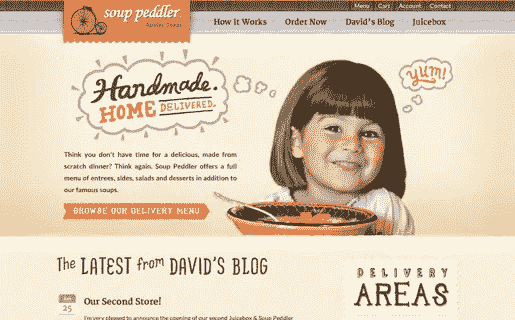 Menu Cart Account Contact
soup peddler
Austin, Texas
How it Works Order Now David's Blog Juicebox
Handmade.
HOME DELIVERED.
yum!
Think you don't have time for a delicious, made from
scratch dinner? Think again. Soup Peddler offers a full
menu of entrees, sides, salads and desserts in addition to
our famous soups.
BROWSE OUR DELIVERY MENU
The LATEST from DAVID'S BLOG
DELIVERY
AREAS
25
Our Second Store!
I'm very pleased to announce the opening of our second Juicebox & Soup Peddler